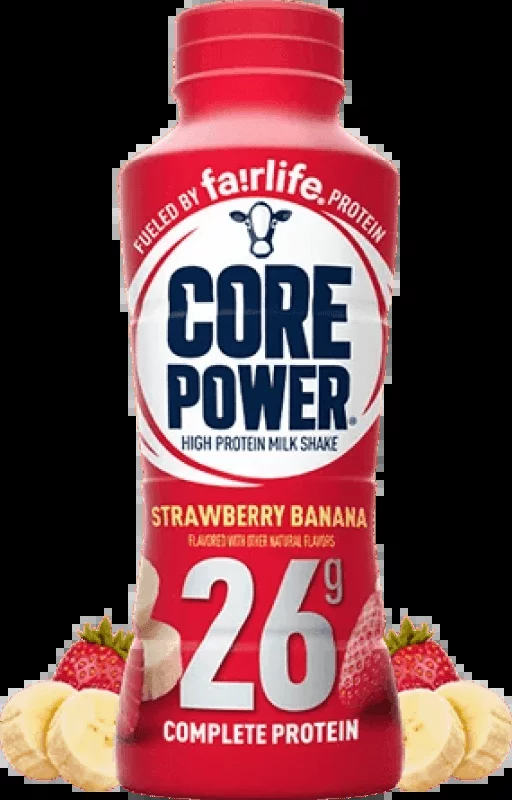 FUELED BY fa!rlife. PROTEIN
CORE
POWER®
HIGH PROTEIN MILK SHAKE
STRAWBERRY BANANA
FLAVORED WITH OTHER NATURAL FLAVORS
26g
COMPLETE PROTEIN